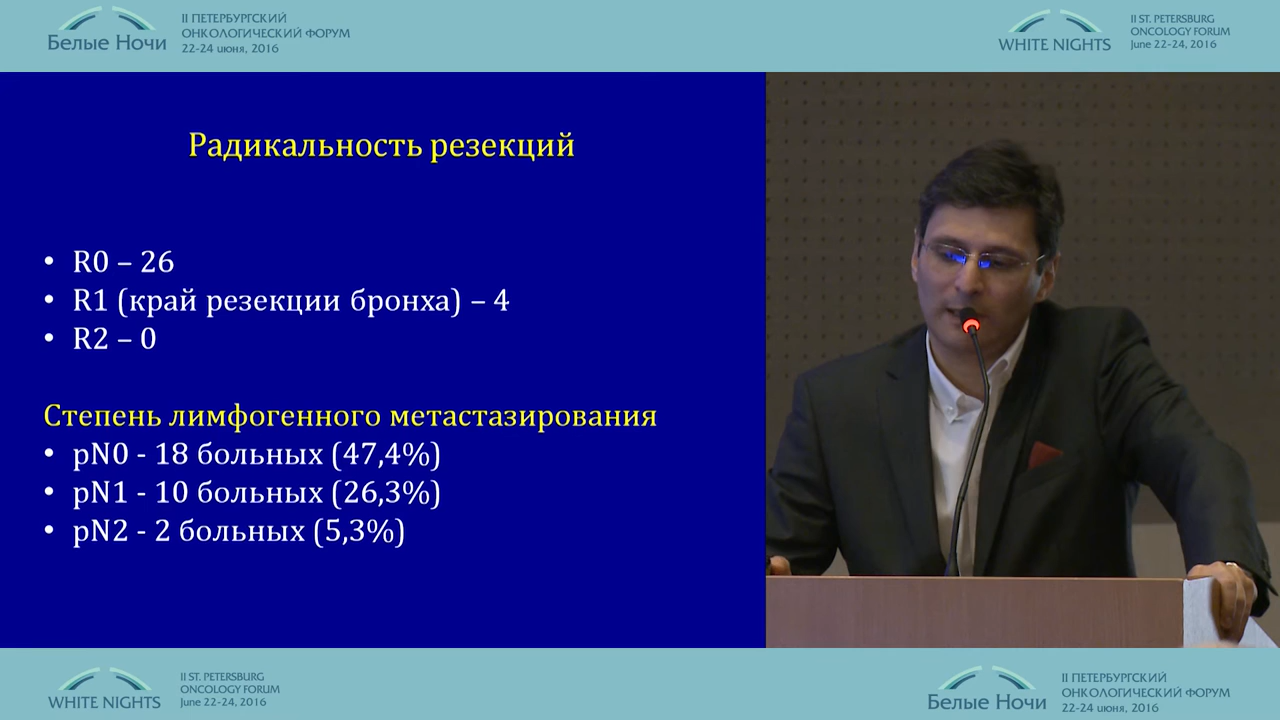 Белые Ночи
II ПЕТЕРБУРГСКИЙ
ОНКОЛОГИЧЕСКИЙ ФОРУМ
22-24 июня, 2016
WHITE NIGHTS
II ST. PETERSBURG
ONCOLOGY FORUM
June 22-24, 2016
Радикальность резекций
• R0 – 26
• R1 (край резекции бронха) – 4
• R2 – 0
Степень лимфогенного метастазирования
• pN0 - 18 больных (47,4%)
• pN1 - 10 больных (26,3%)
• pN2 - 2 больных (5,3%)
WHITE NIGHTS
II ST. PETERSBURG
ONCOLOGY FORUM
June 22-24, 2016
Белые Ночи
II ПЕТЕРБУРГСКИЙ
ОНКОЛОГИЧЕСКИЙ ФОРУМ
22-24 июня, 2016